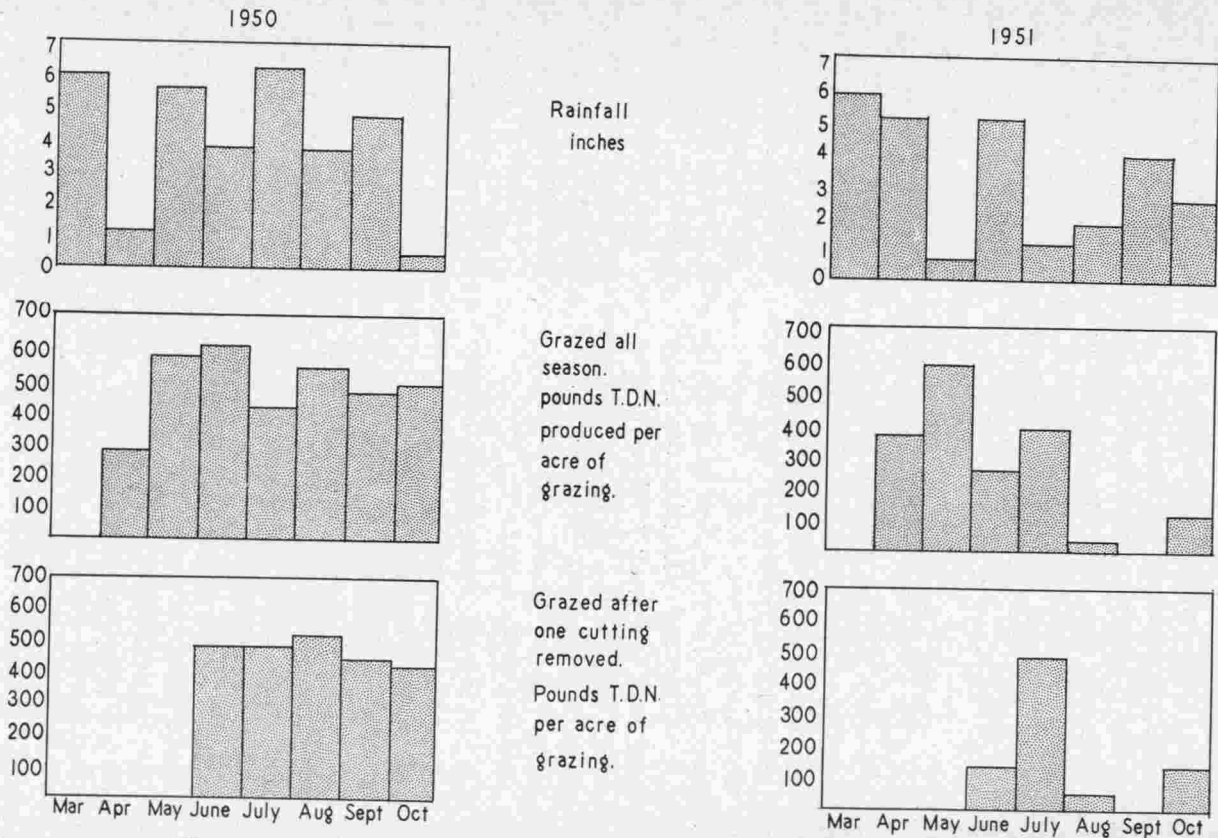 1950
7
6
5
4
3
2
1
0
Rainfall
inches
1951
7
6
5
4
3
2
1
0
700
600
500
400
300
200
100
Grazed all
season.
pounds T.D.N.
produced per
acre of
grazing.
700
600
500
400
300
200
100
700
600
500
400
300
200
100
Mar Apr May June July Aug Sept Oct
Grazed after
one cutting
removed.
Pounds T.D.N.
per acre of
grazing.
700
600
500
400
300
200
100
Mar Apr May June July Aug Sept Oct